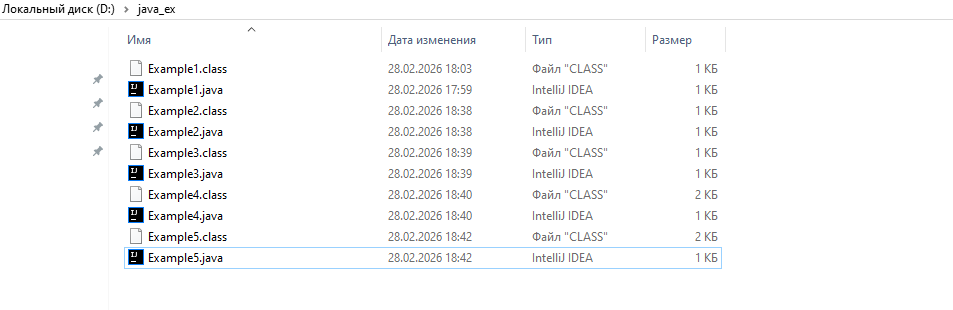 Локальный диск (D:) › java_ex
Имя Дата изменения Тип Размер
Example1.class 28.02.2026 18:03 Файл "CLASS" 1 КБ
Example1.java 28.02.2026 17:59 IntelliJ IDEA 1 КБ
Example2.class 28.02.2026 18:38 Файл "CLASS" 1 КБ
Example2.java 28.02.2026 18:38 IntelliJ IDEA 1 КБ
Example3.class 28.02.2026 18:39 Файл "CLASS" 1 КБ
Example3.java 28.02.2026 18:39 IntelliJ IDEA 1 КБ
Example4.class 28.02.2026 18:40 Файл "CLASS" 2 КБ
Example4.java 28.02.2026 18:40 IntelliJ IDEA 1 КБ
Example5.class 28.02.2026 18:42 Файл "CLASS" 2 КБ
Example5.java 28.02.2026 18:42 IntelliJ IDEA 1 КБ